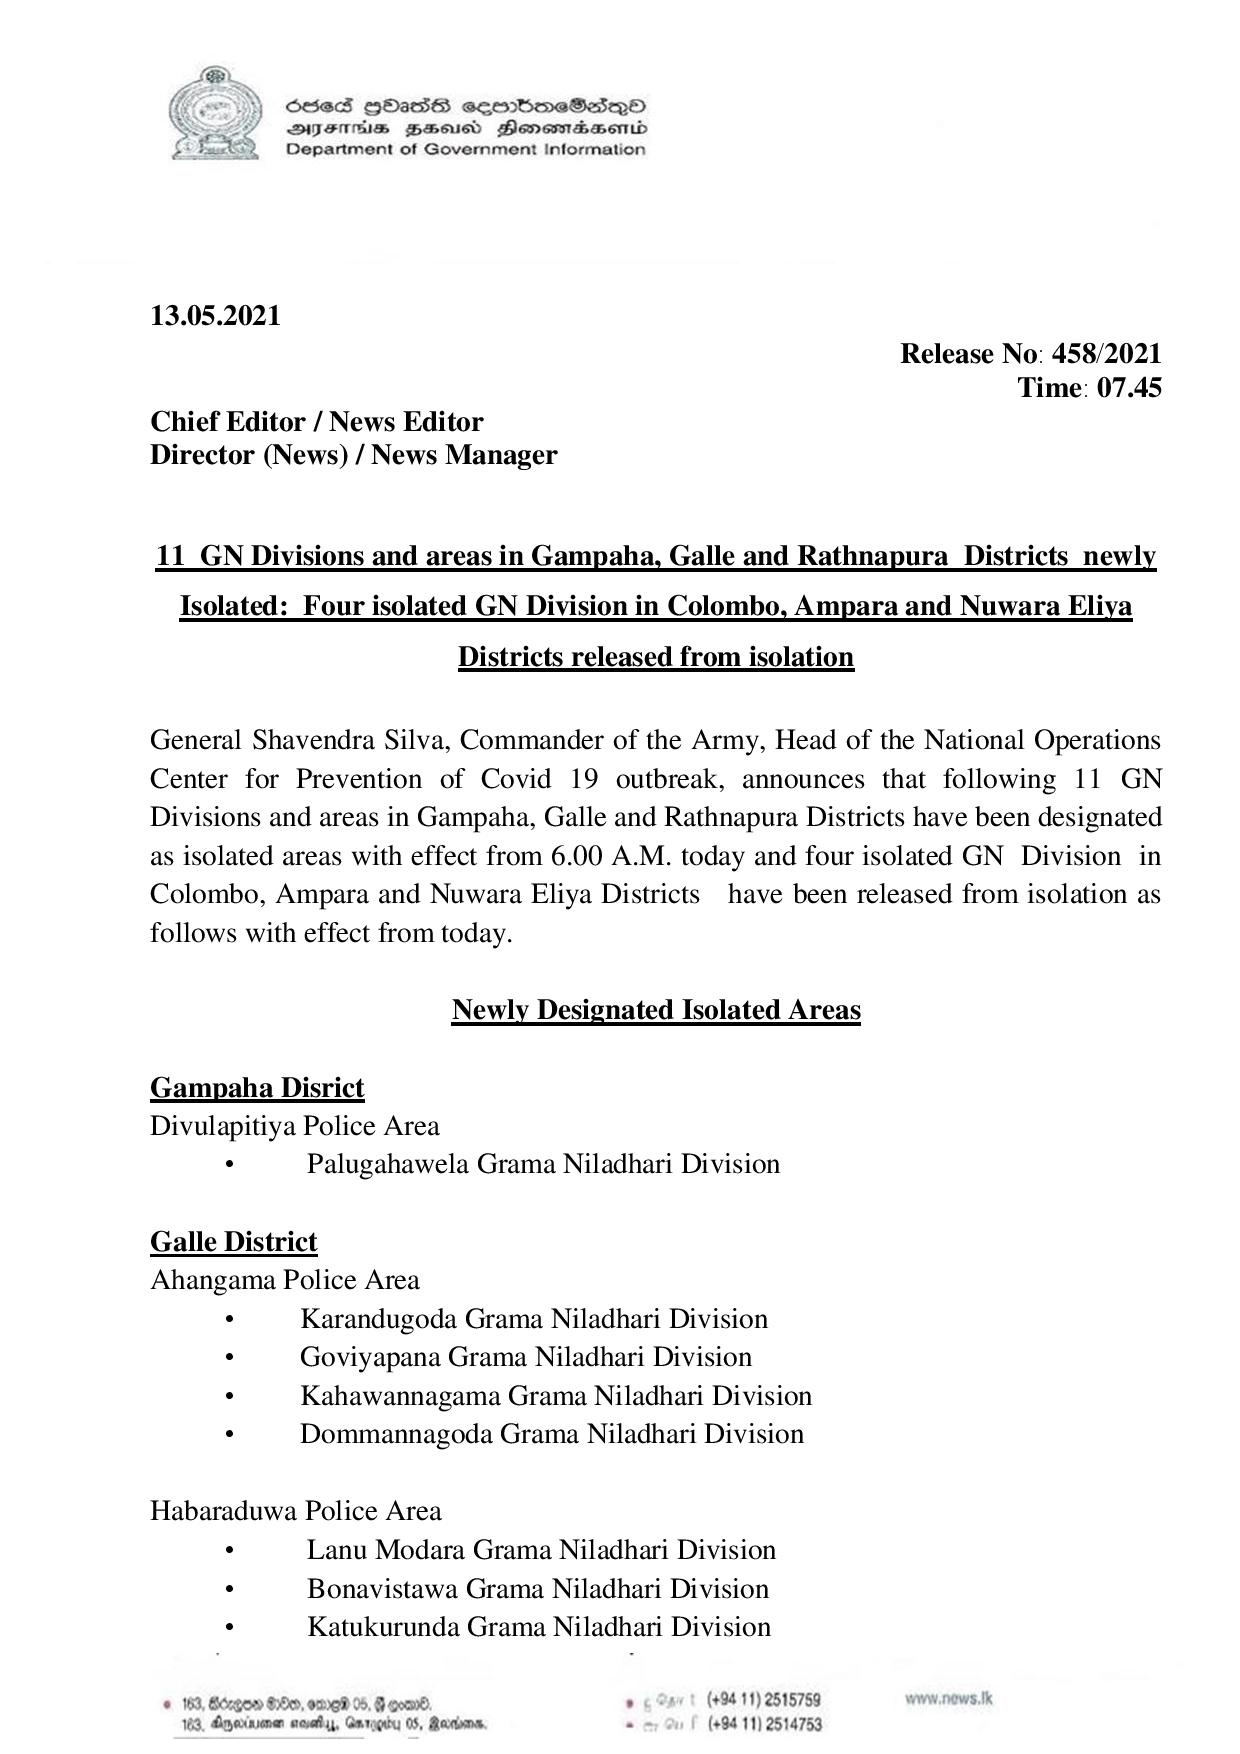 රජයේ ප්‍රවෘත්ති දෙපාර්තමේන්තුව
அரசாங்க தகவல் திணைக்களம்
Department of Government Information
13.05.2021
Release No: 458/2021
Time: 07.45
Chief Editor / News Editor
Director (News) / News Manager
11 GN Divisions and areas in Gampaha, Galle and Rathnapura Districts newly
Isolated: Four isolated GN Division in Colombo, Ampara and Nuwara Eliya
Districts released from isolation
General Shavendra Silva, Commander of the Army, Head of the National Operations
Center for Prevention of Covid 19 outbreak, announces that following 11 GN
Divisions and areas in Gampaha, Galle and Rathnapura Districts have been designated
as isolated areas with effect from 6.00 A.M. today and four isolated GN Division in
Colombo, Ampara and Nuwara Eliya Districts have been released from isolation as
follows with effect from today.
Newly Designated Isolated Areas
Gampaha Disrict
Divulapitiya Police Area
• Palugahawela Grama Niladhari Division
Galle District
Ahangama Police Area
• Karandugoda Grama Niladhari Division
• Goviyapana Grama Niladhari Division
• Kahawannagama Grama Niladhari Division
• Dommannagoda Grama Niladhari Division
Habaraduwa Police Area
• Lanu Modara Grama Niladhari Division
• Bonavistawa Grama Niladhari Division
• Katukurunda Grama Niladhari Division
163, කිරුලපන මාවත, කොළඹ 05, ශ්‍රී ලංකාව.
163, கிருலப்பனை எவனியூ, கொழும்பு 05, இலங்கை.
(+94 11) 2515759
(+94 11) 2514753
www.news.lk